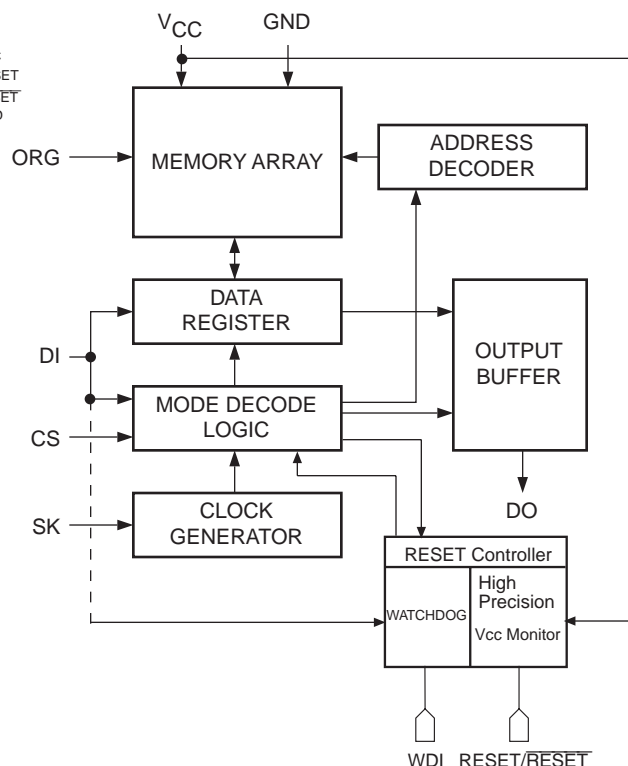 VCC GND
SET
ORG
MEMORY ARRAY
ADDRESS
DECODER
DATA
REGISTER
DI
OUTPUT
BUFFER
MODE DECODE
LOGIC
CS
CLOCK
GENERATOR
SK
DO
RESET Controller
WATCHDOG
High
Precision
Vcc Monitor
WDI RESET/R̅E̅S̅E̅T̅